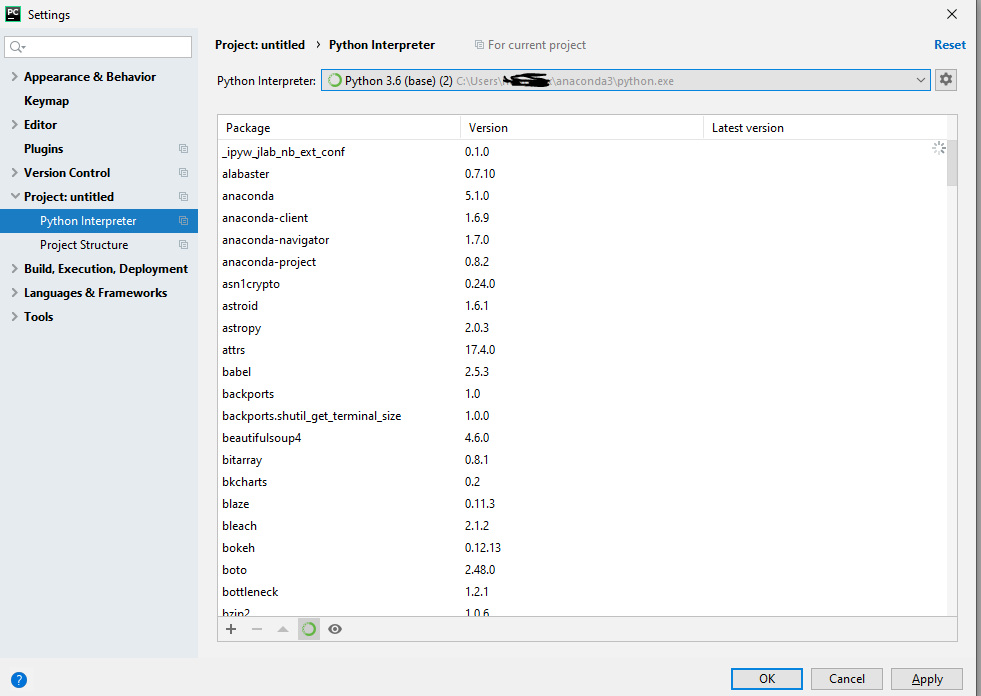 PC Settings
Project: untitled › Python Interpreter For current project Reset
Python Interpreter: Python 3.6 (base) (2) C:\Users\ \anaconda3\python.exe
Appearance & Behavior
Keymap
Editor
Plugins
Version Control
Project: untitled
Python Interpreter
Project Structure
Build, Execution, Deployment
Languages & Frameworks
Tools
Package Version Latest version
_ipyw_jlab_nb_ext_conf 0.1.0
alabaster 0.7.10
anaconda 5.1.0
anaconda-client 1.6.9
anaconda-navigator 1.7.0
anaconda-project 0.8.2
asn1crypto 0.24.0
astroid 1.6.1
astropy 2.0.3
attrs 17.4.0
babel 2.5.3
backports 1.0
backports.shutil_get_terminal_size 1.0.0
beautifulsoup4 4.6.0
bitarray 0.8.1
bkcharts 0.2
blaze 0.11.3
bleach 2.1.2
bokeh 0.12.13
boto 2.48.0
bottleneck 1.2.1
bzip2 1.0.6
? OK Cancel Apply